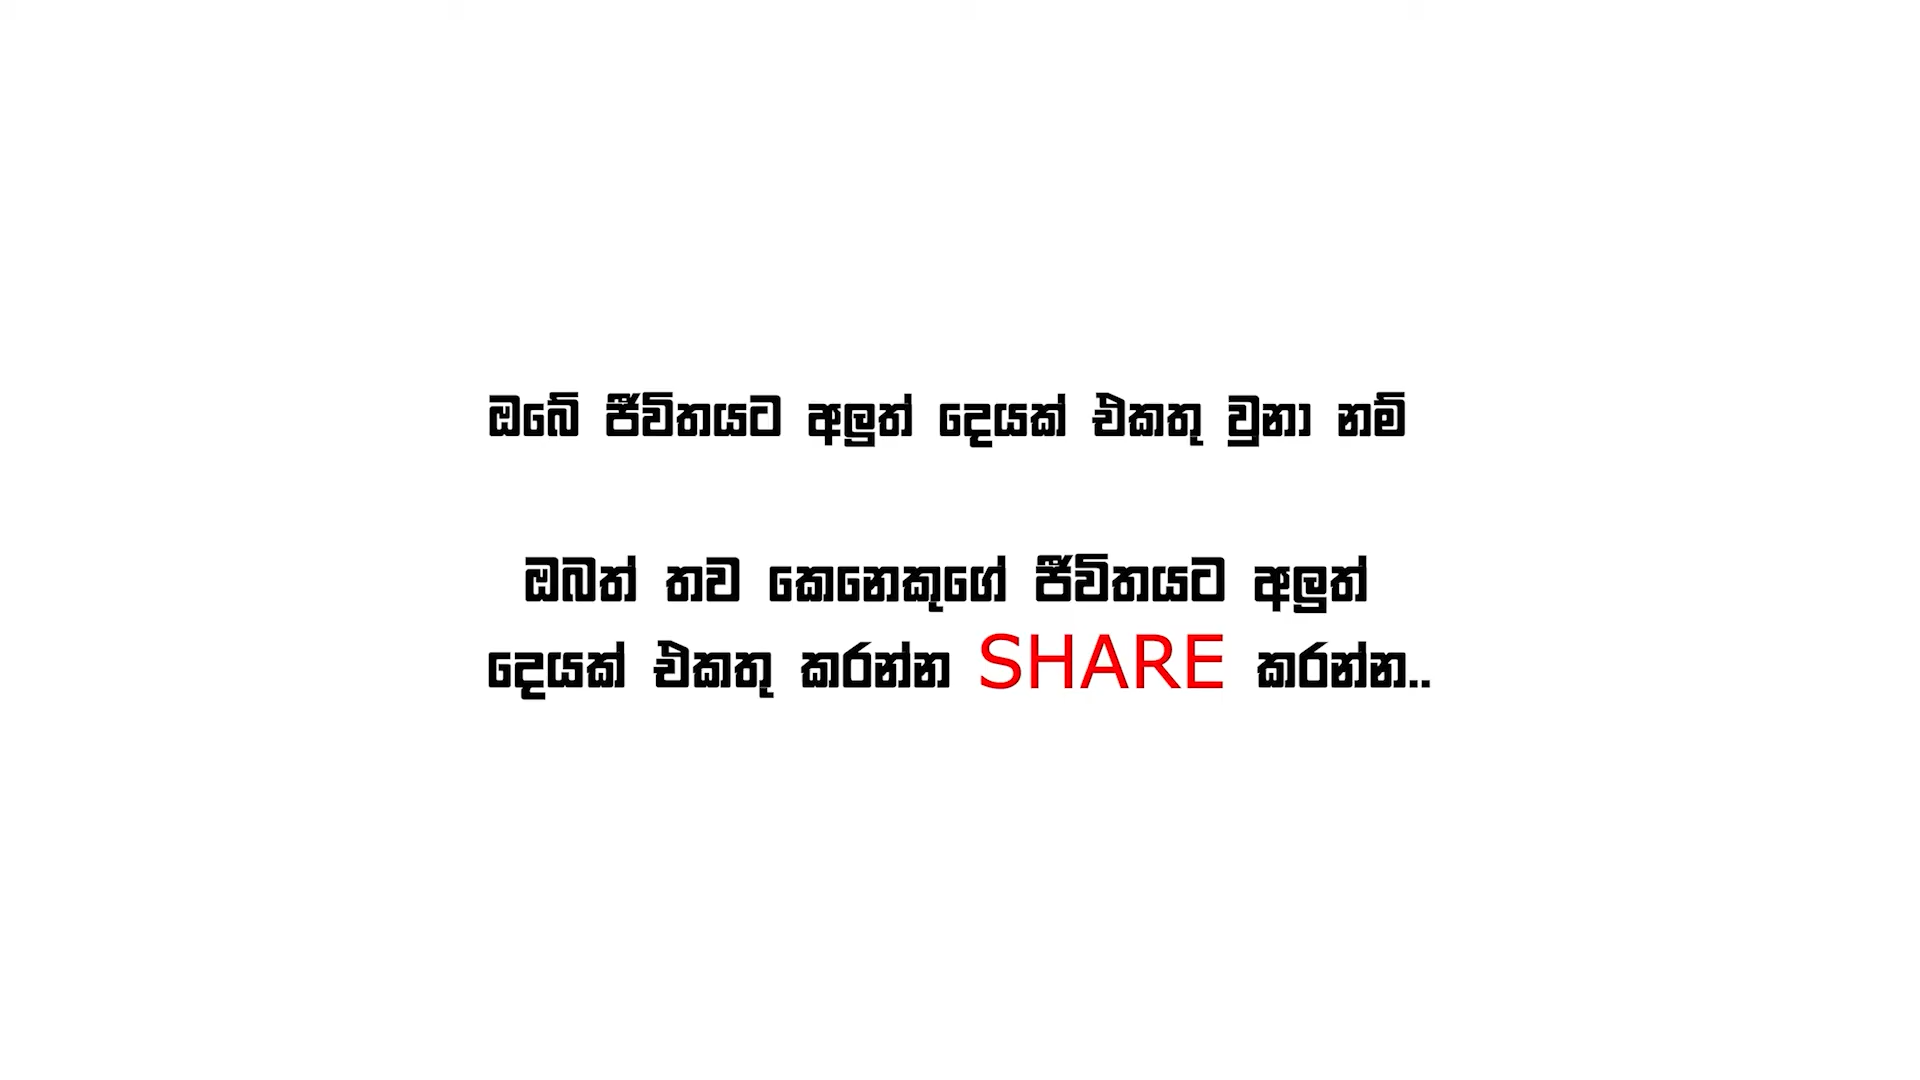 ඔබේ ජීවිතයට අලුත් දෙයක් එකතු වුනා නම්
ඔබත් තව කෙනෙකුගේ ජීවිතයට අලුත්
දෙයක් එකතු කරන්න SHARE කරන්න..